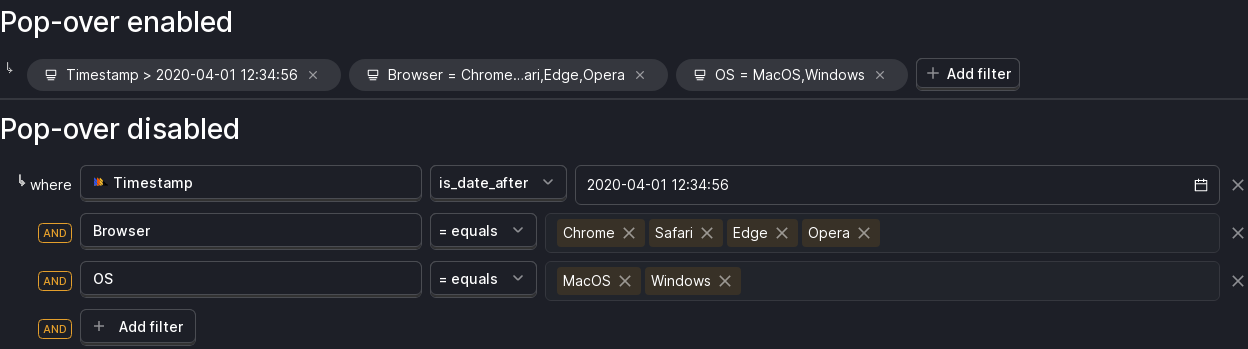 Pop-over enabled
Timestamp > 2020-04-01 12:34:56 Browser = Chrome...ari,Edge,Opera OS = MacOS,Windows Add filter
Pop-over disabled
where Timestamp is_date_after 2020-04-01 12:34:56
AND Browser = equals Chrome Safari Edge Opera
AND OS = equals MacOS Windows
AND Add filter